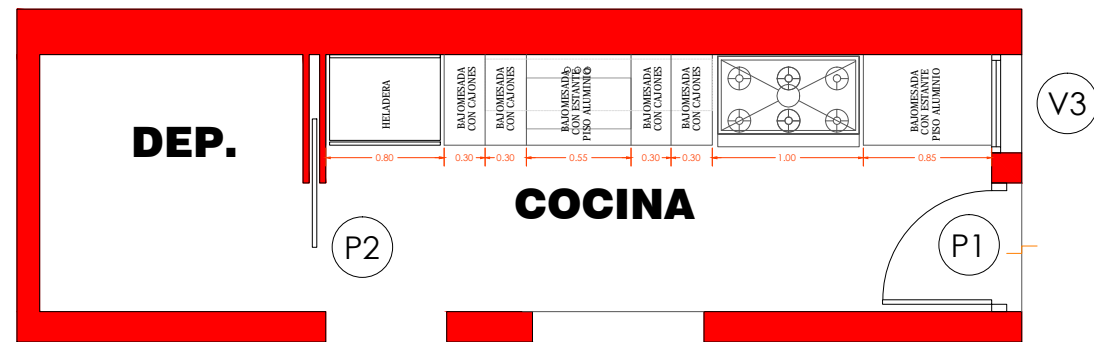 DEP.
HELADERA
BAJOMESADA
CON CAJONES
BAJOMESADA
CON CAJONES
BAJOMESADA
CON ESTANTE
PISO ALUMINIO
BAJOMESADA
CON CAJONES
BAJOMESADA
CON CAJONES
BAJOMESADA
CON ESTANTE
PISO ALUMINIO
V3
0.80
0.30
0.30
0.55
0.30
0.30
1.00
0.85
COCINA
P2
P1